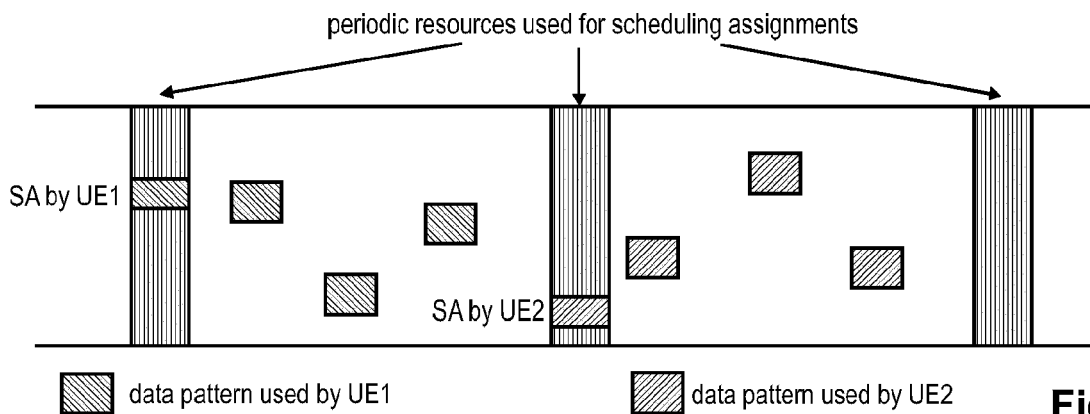 periodic resources used for scheduling assignments
SA by UE1
SA by UE2
data pattern used by UE1
data pattern used by UE2